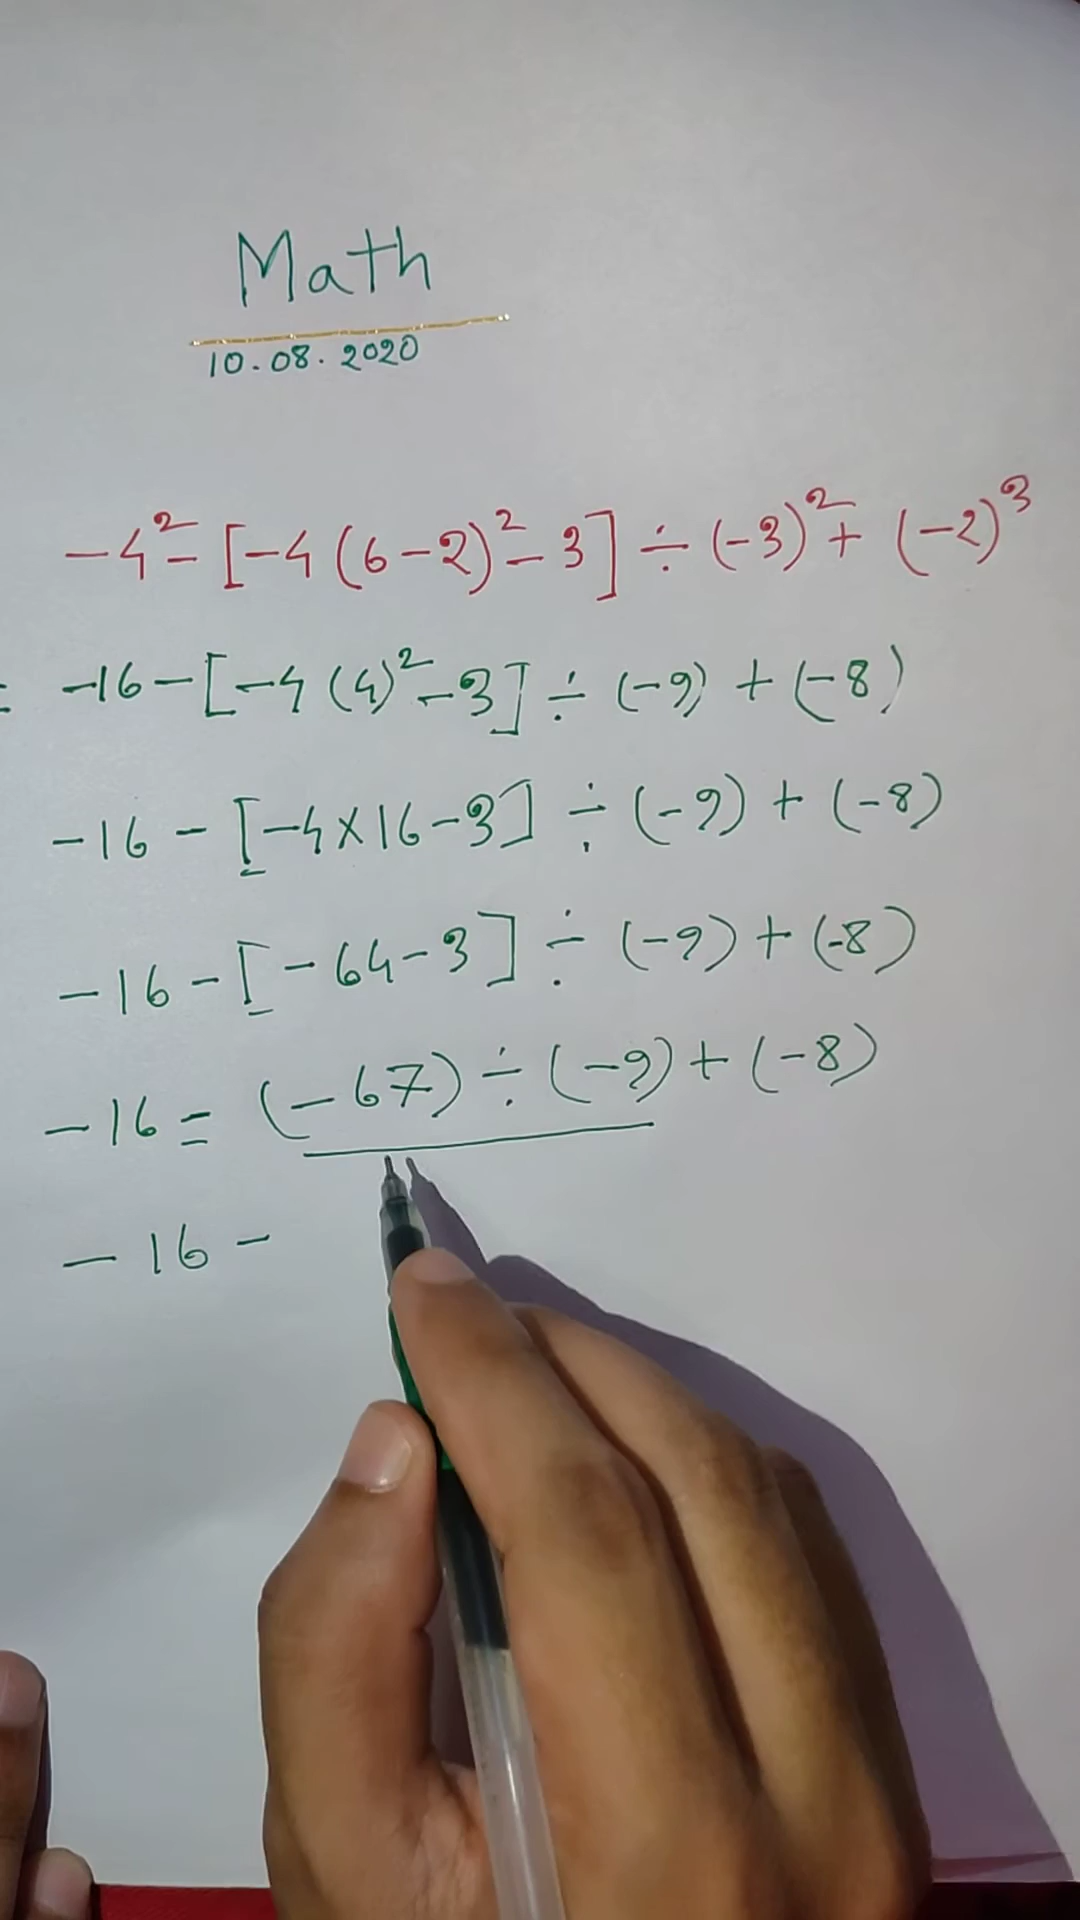 Math
10.08.2020
-4² - [-4(6-2)² - 3] ÷ (-3)² + (-2)³
= -16 - [-4(4)² - 3] ÷ (-9) + (-8)
-16 - [-4×16-3] ÷ (-9) + (-8)
-16 - [-64-3] ÷ (-9) + (-8)
-16 = (-67) ÷ (-9) + (-8)
-16 -